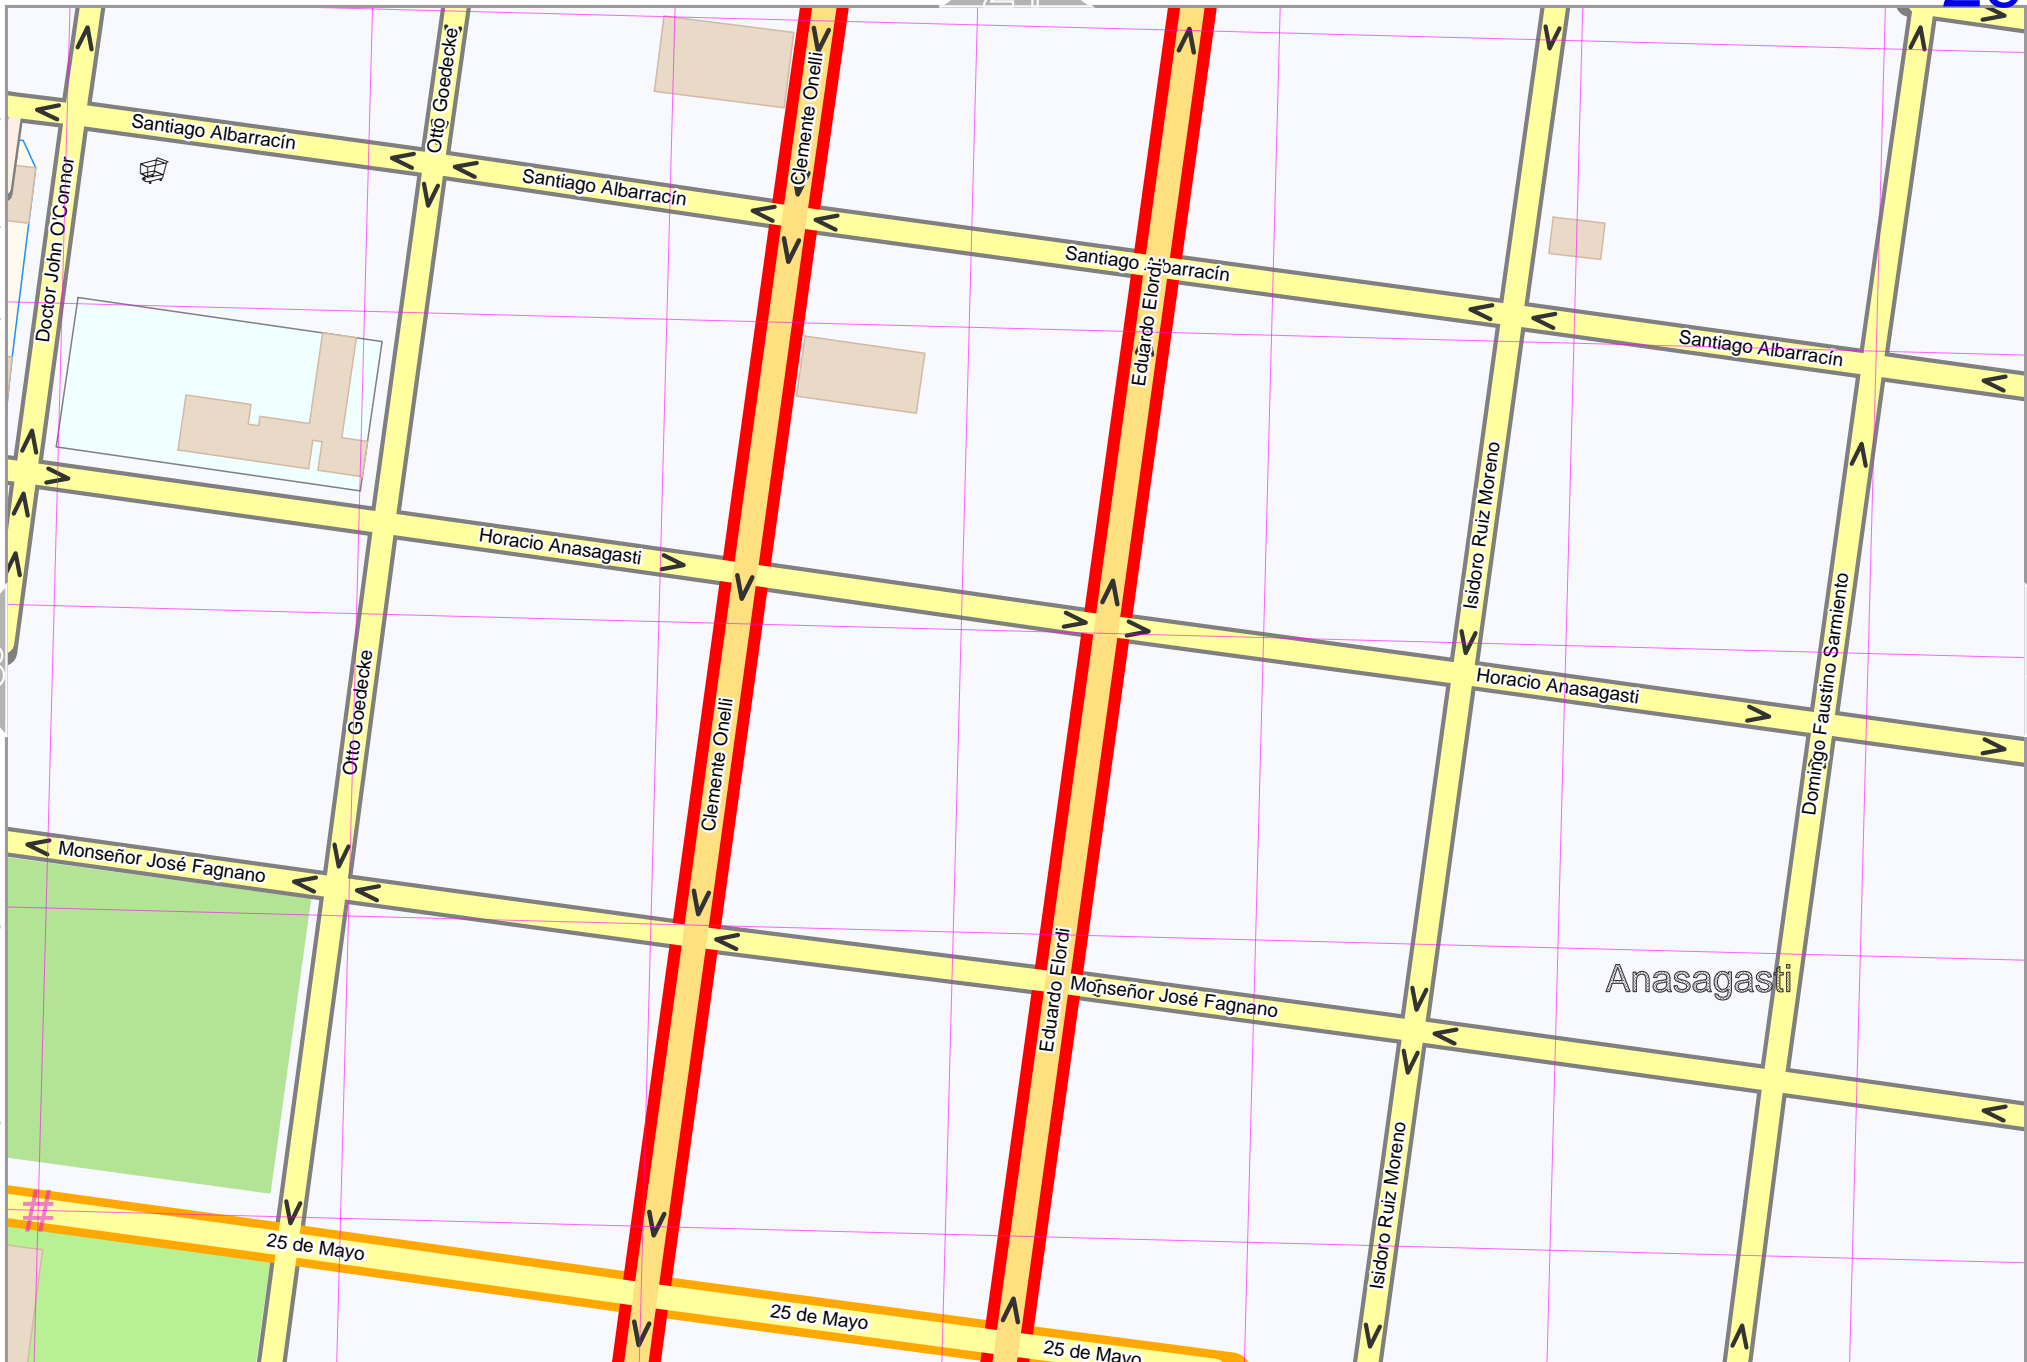 Otto Goedecke
Clemente Onelli
Santiago Albarracín
Santiago Albarracín
Doctor John O'Connor
Santiago Albarracín
Eduardo Elordi
Santiago Albarracín
Horacio Anasagasti
Isidoro Ruiz Moreno
Horacio Anasagasti
Domingo Faustino Sarmiento
Otto Goedecke
Clemente Onelli
Monseñor José Fagnano
Eduardo Elordi
Monseñor José Fagnano
Anasagasti
Isidoro Ruiz Moreno
25 de Mayo
25 de Mayo
25 de Mayo